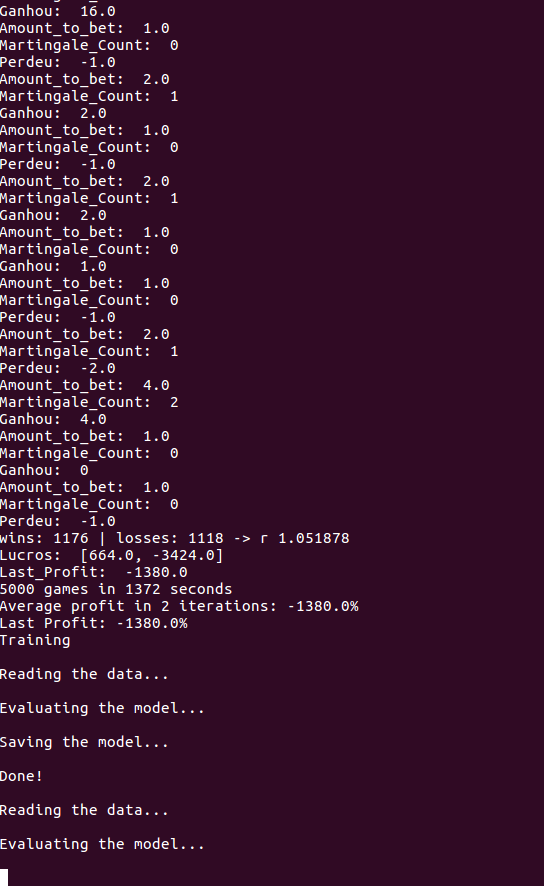 Ganhou:  16.0
Amount_to_bet:  1.0
Martingale_Count:  0
Perdeu:  -1.0
Amount_to_bet:  2.0
Martingale_Count:  1
Ganhou:  2.0
Amount_to_bet:  1.0
Martingale_Count:  0
Perdeu:  -1.0
Amount_to_bet:  2.0
Martingale_Count:  1
Ganhou:  2.0
Amount_to_bet:  1.0
Martingale_Count:  0
Ganhou:  1.0
Amount_to_bet:  1.0
Martingale_Count:  0
Perdeu:  -1.0
Amount_to_bet:  2.0
Martingale_Count:  1
Perdeu:  -2.0
Amount_to_bet:  4.0
Martingale_Count:  2
Ganhou:  4.0
Amount_to_bet:  1.0
Martingale_Count:  0
Ganhou:  0
Amount_to_bet:  1.0
Martingale_Count:  0
Perdeu:  -1.0
wins: 1176 | losses: 1118 -> r 1.051878
Lucros:  [664.0, -3424.0]
Last_Profit:  -1380.0
5000 games in 1372 seconds
Average profit in 2 iterations: -1380.0%
Last Profit: -1380.0%
Training
Reading the data...
Evaluating the model...
Saving the model...
Done!
Reading the data...
Evaluating the model...